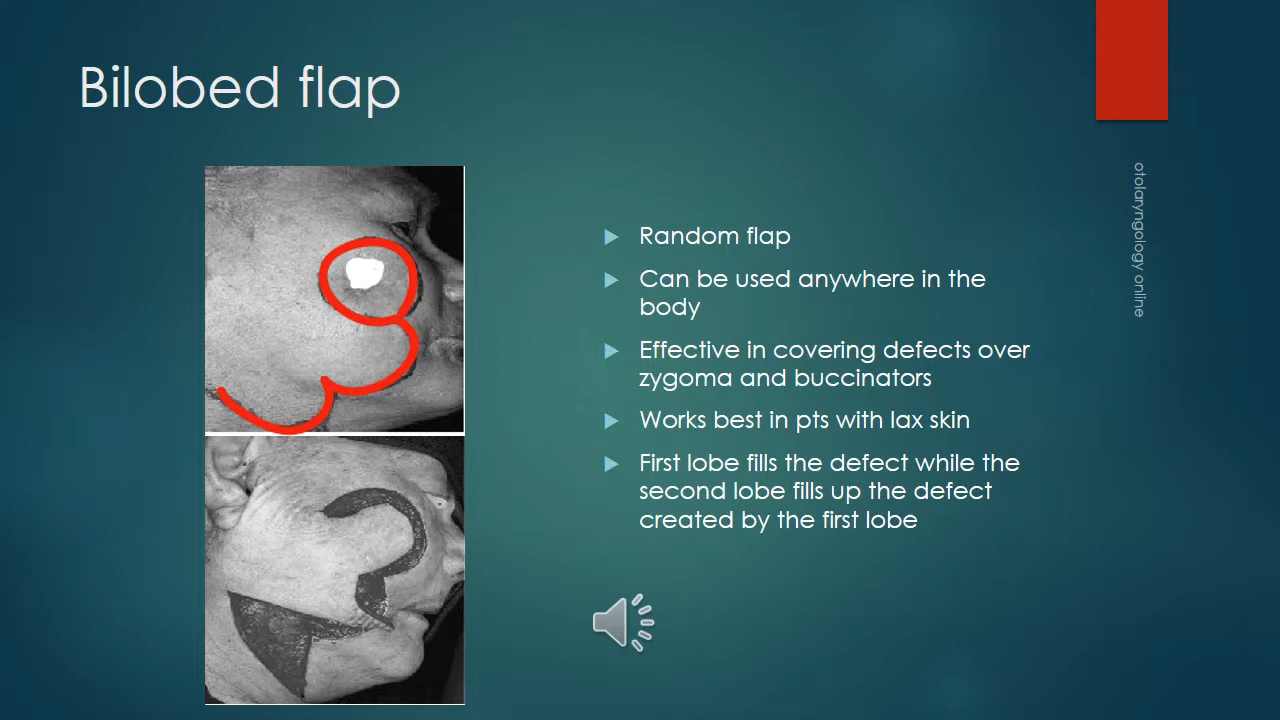 Bilobed flap
Random flap
Can be used anywhere in the
body
Effective in covering defects over
zygoma and buccinators
Works best in pts with lax skin
First lobe fills the defect while the
second lobe fills up the defect
created by the first lobe
otolaryngology online